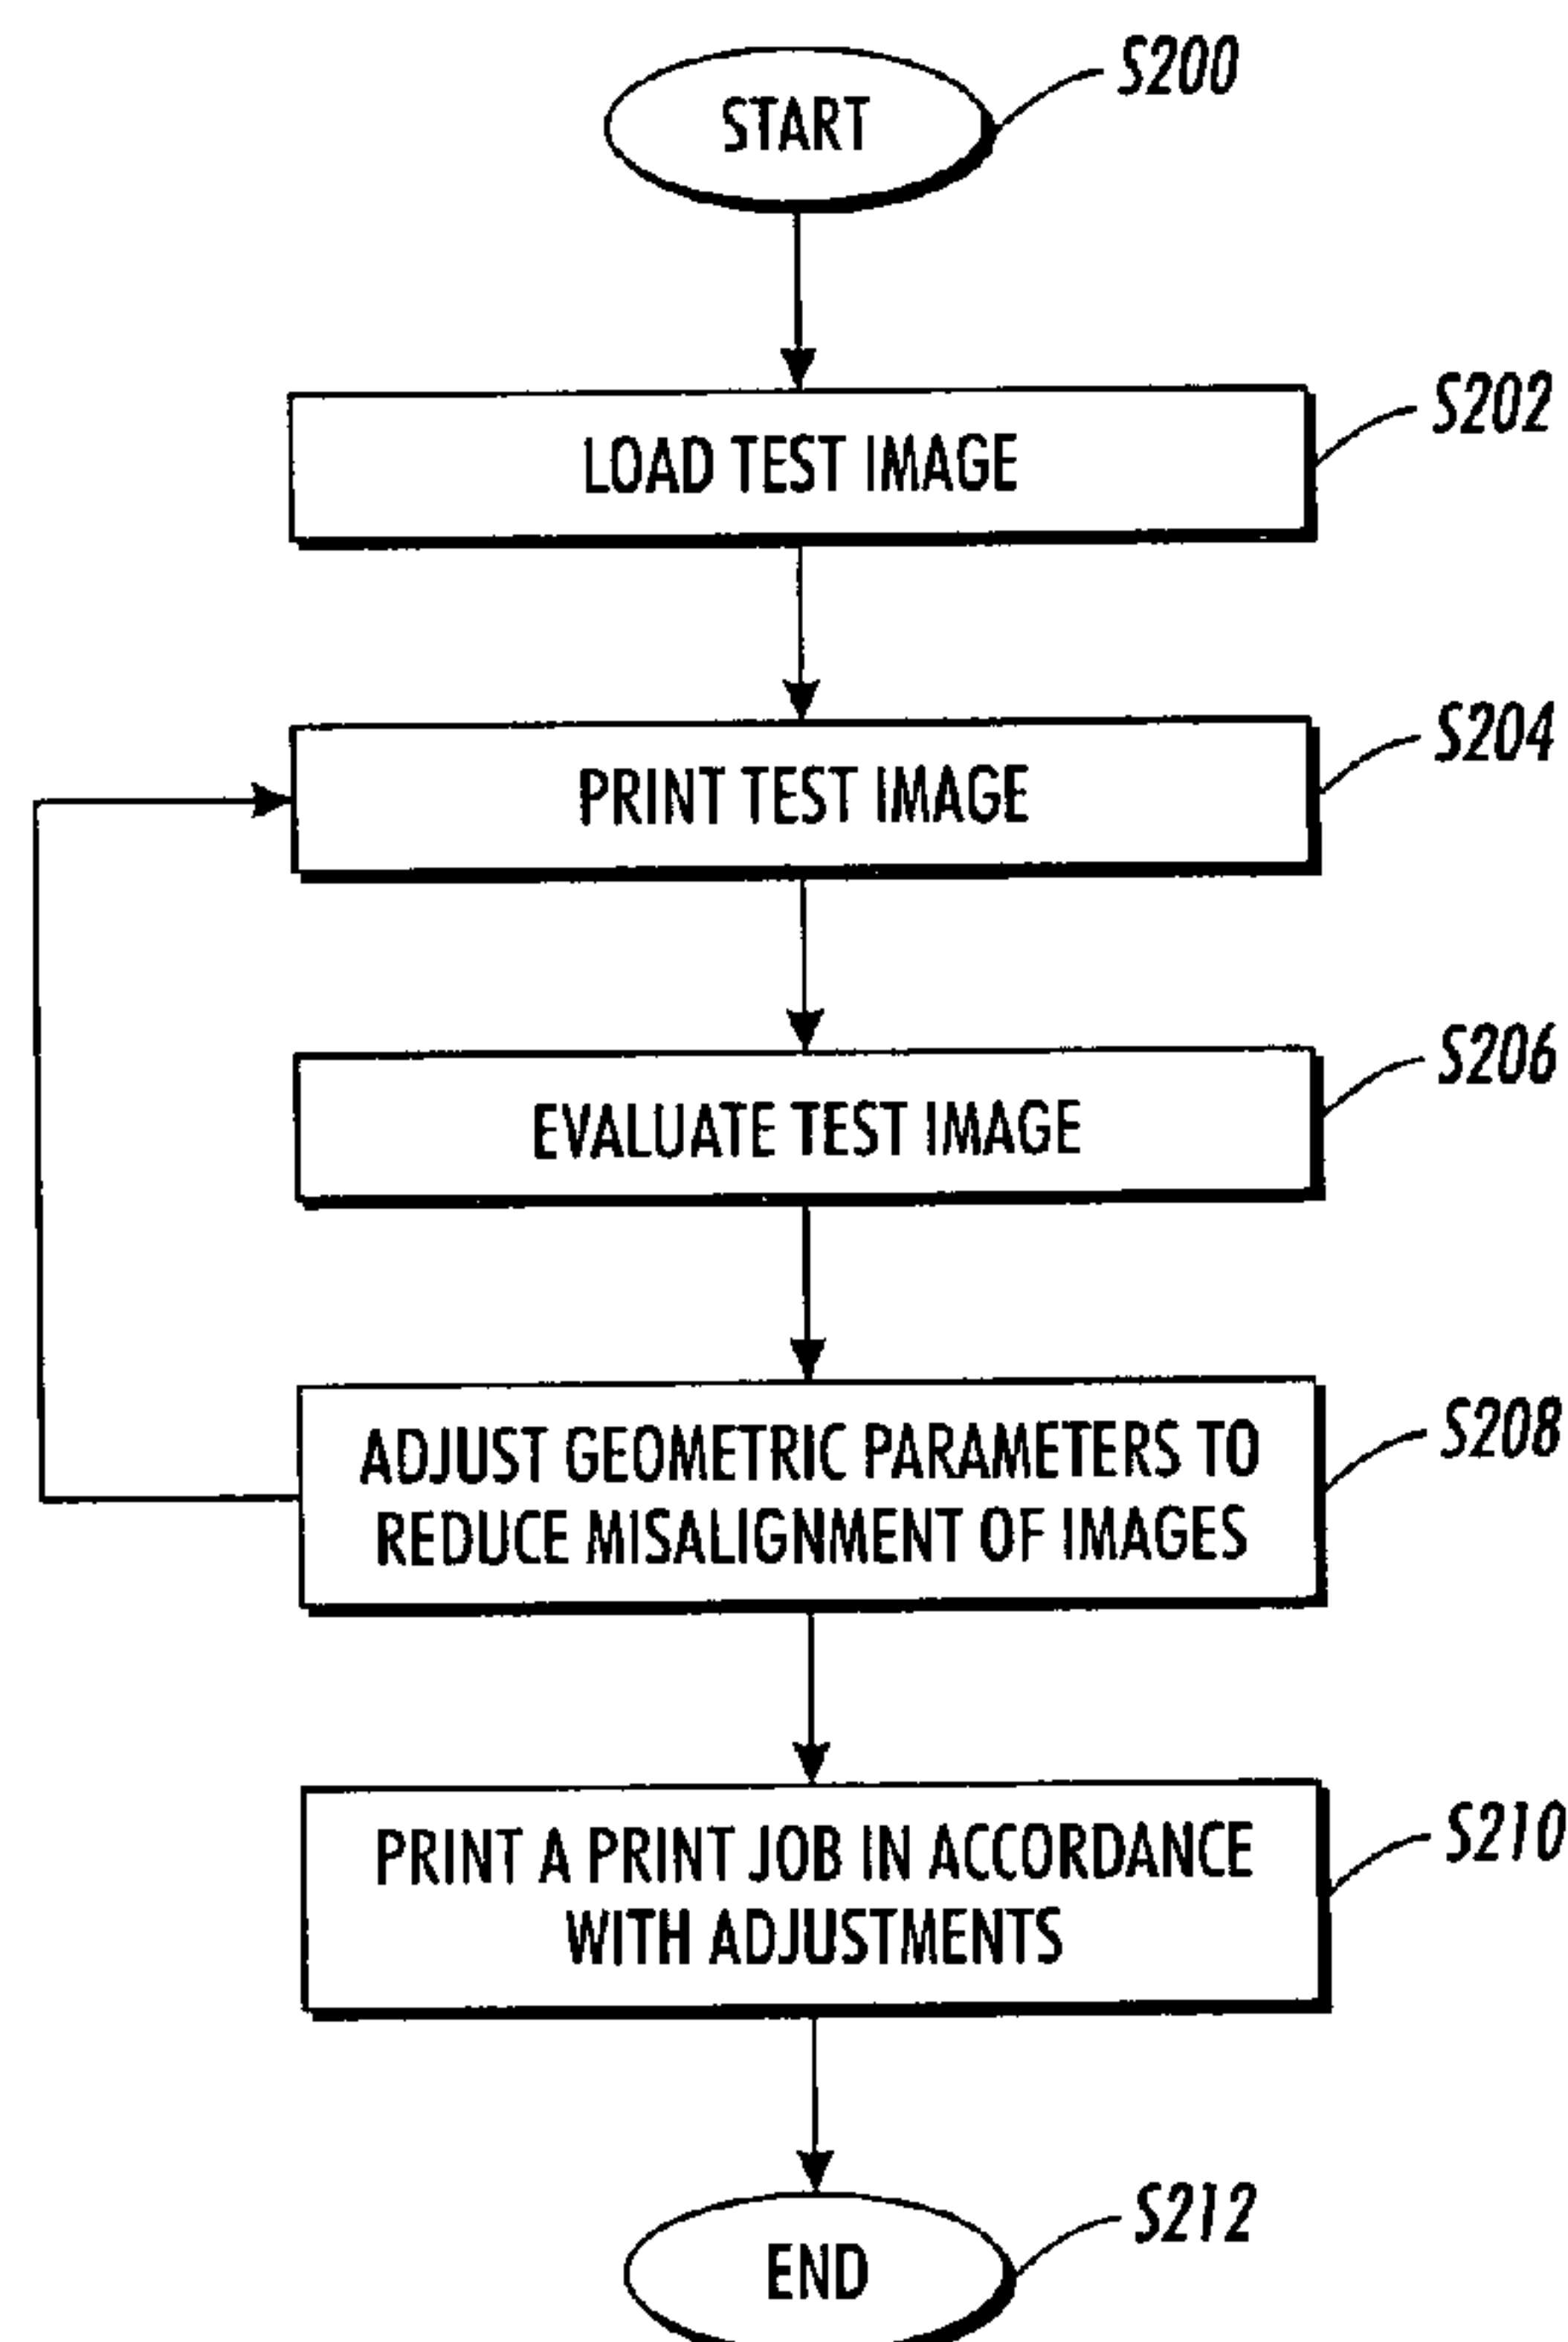 START
S200
LOAD TEST IMAGE
S202
PRINT TEST IMAGE
S204
EVALUATE TEST IMAGE
S206
ADJUST GEOMETRIC PARAMETERS TO
REDUCE MISALIGNMENT OF IMAGES
S208
PRINT A PRINT JOB IN ACCORDANCE
WITH ADJUSTMENTS
S210
END
S212